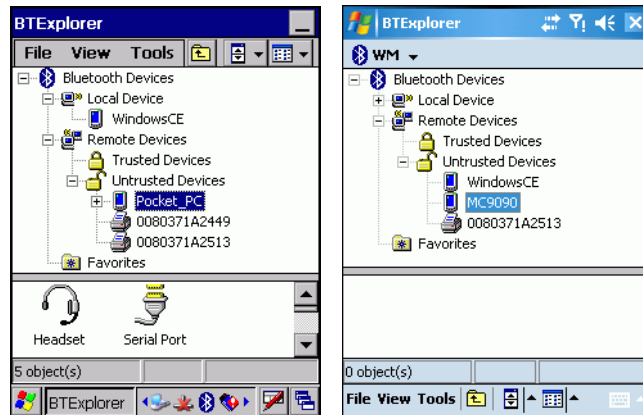 BTExplorer
File View Tools
Bluetooth Devices
Local Device
WindowsCE
Remote Devices
Trusted Devices
Untrusted Devices
Pocket_PC
0080371A2449
0080371A2513
Favorites
Headset Serial Port
5 object(s)
BTExplorer
BTExplorer
WM
Bluetooth Devices
Local Device
Remote Devices
Trusted Devices
Untrusted Devices
WindowsCE
MC9090
0080371A2513
Favorites
0 object(s)
File View Tools